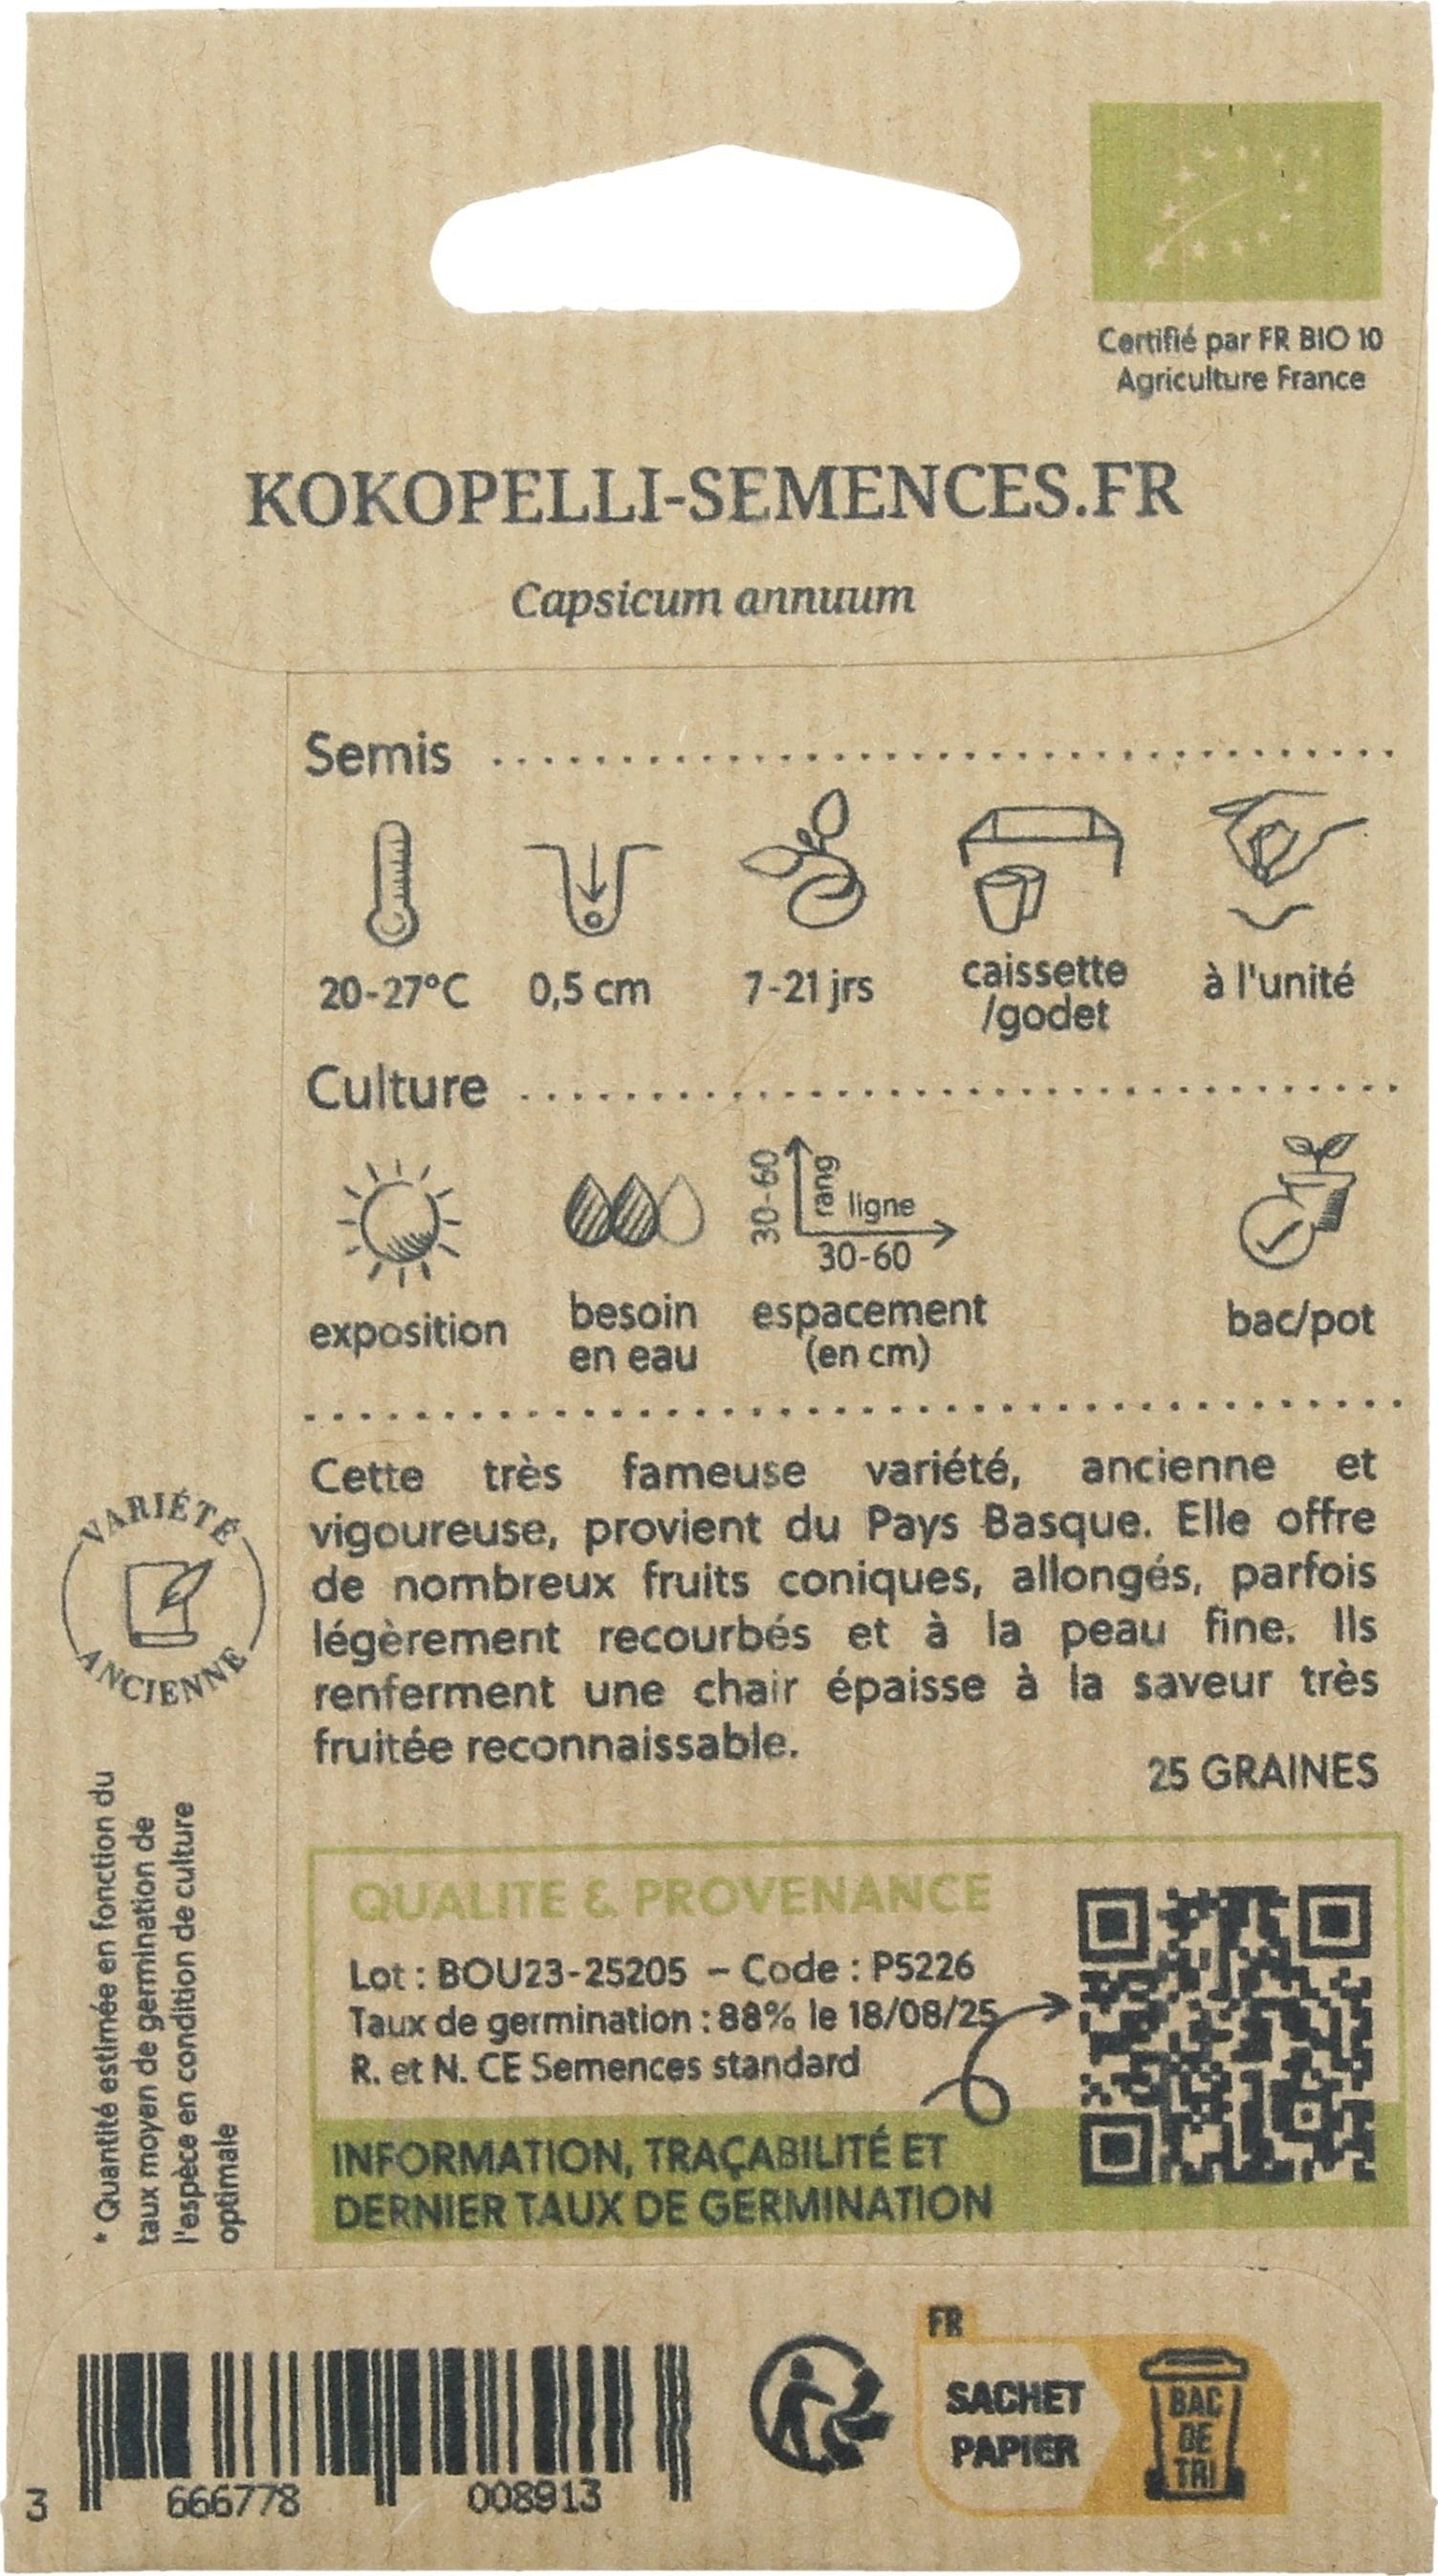 Certifié par FR BIO 10
Agriculture France
KOKOPELLI-SEMENCES.FR
Capsicum annuum
Semis
20-27°C
0,5 cm
7-21 jrs
caissette
/godet
à l'unité
Culture
30-60
rang
ligne
30-60
exposition
besoin
en eau
espacement
(en cm)
bac/pot
Cette très fameuse variété, ancienne et
vigoureuse, provient du Pays Basque. Elle offre
de nombreux fruits coniques, allongés, parfois
légèrement recourbés et à la peau fine. Ils
renferment une chair épaisse à la saveur très
fruitée reconnaissable.
25 GRAINES
VARIÉTÉ
ANCIENNE
* Quantité estimée en fonction du
taux moyen de germination de
l'espèce en condition de culture
optimale
QUALITE & PROVENANCE
Lot : BOU23-25205 – Code : P5226
Taux de germination : 88% le 18/08/25
R. et N. CE Semences standard
INFORMATION, TRAÇABILITÉ ET
DERNIER TAUX DE GERMINATION
3 666778 008913
FR
SACHET
PAPIER
BAC
DE
TRI